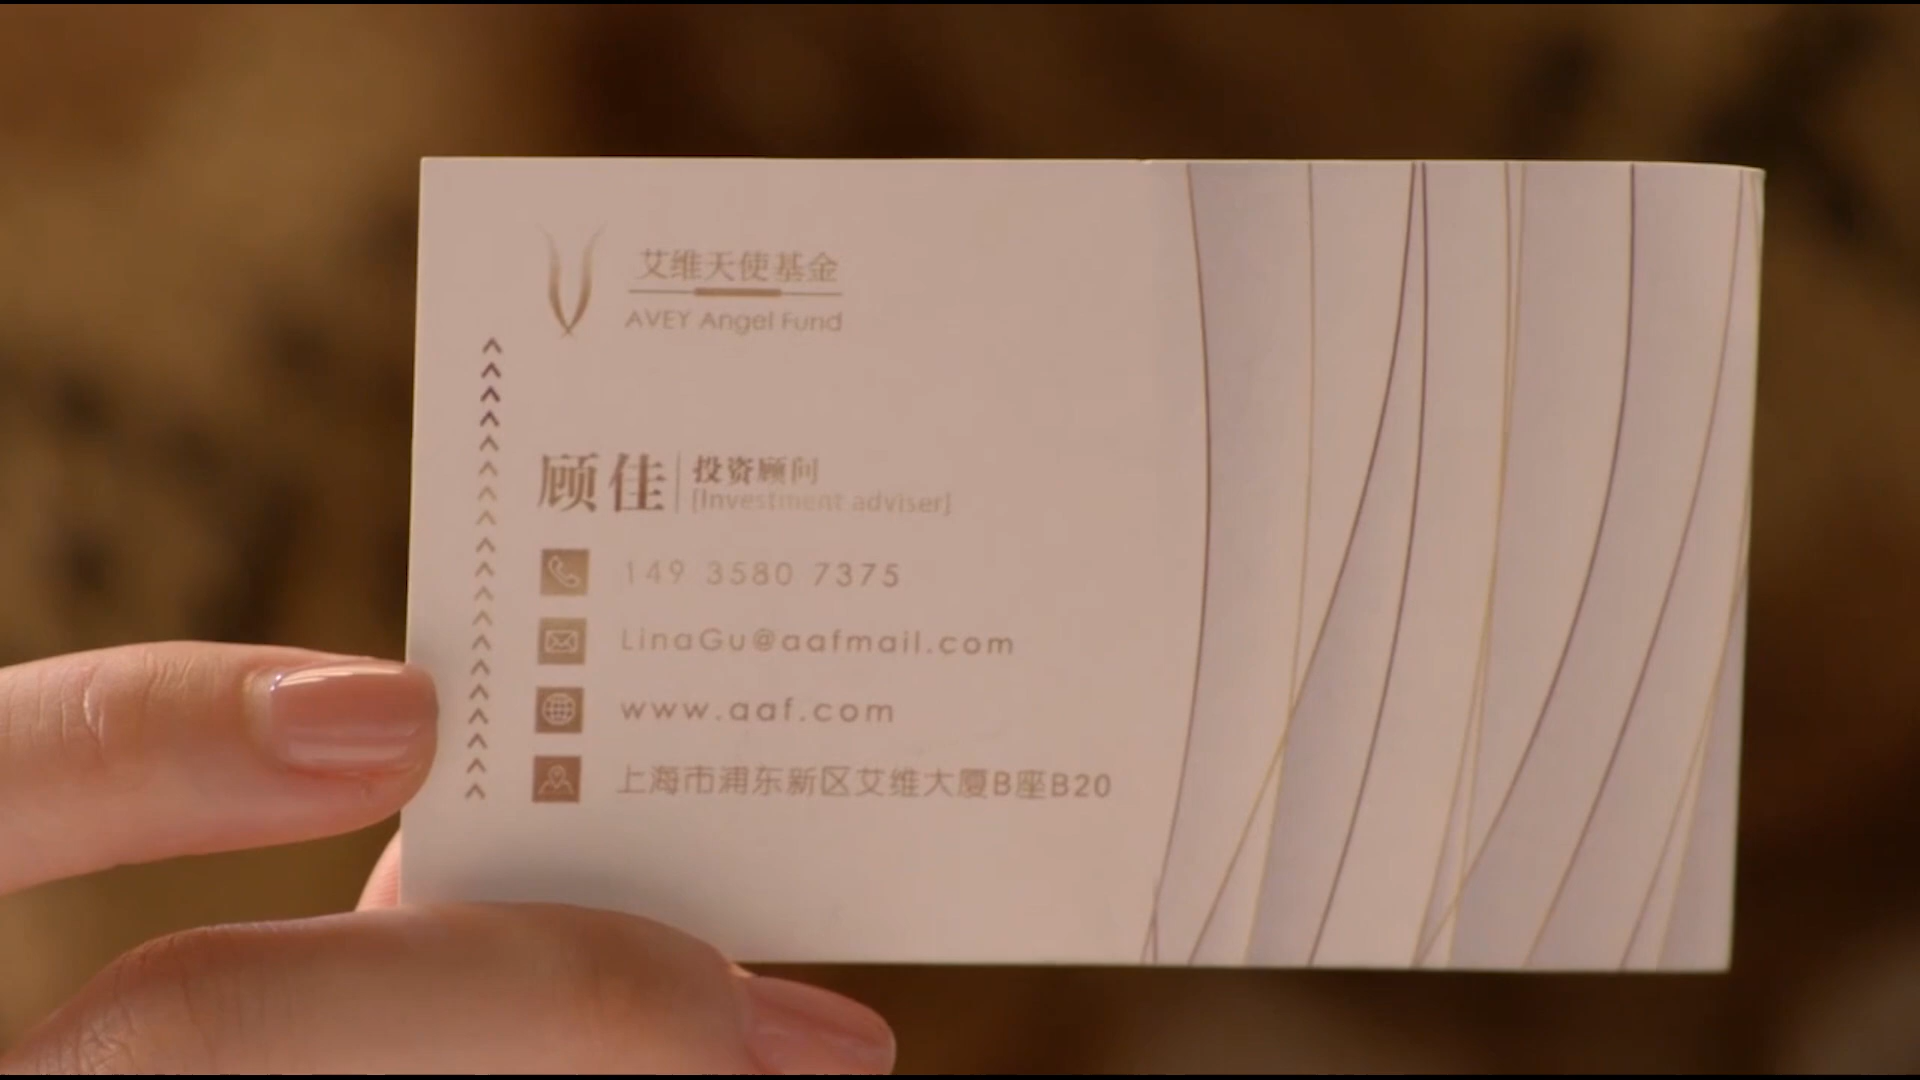 艾维天使基金
AVEY Angel Fund
顾佳
投资顾问
[Investment adviser]
149 3580 7375
LinaGu@aafmail.com
www.aaf.com
上海市浦东新区艾维大厦B座B20